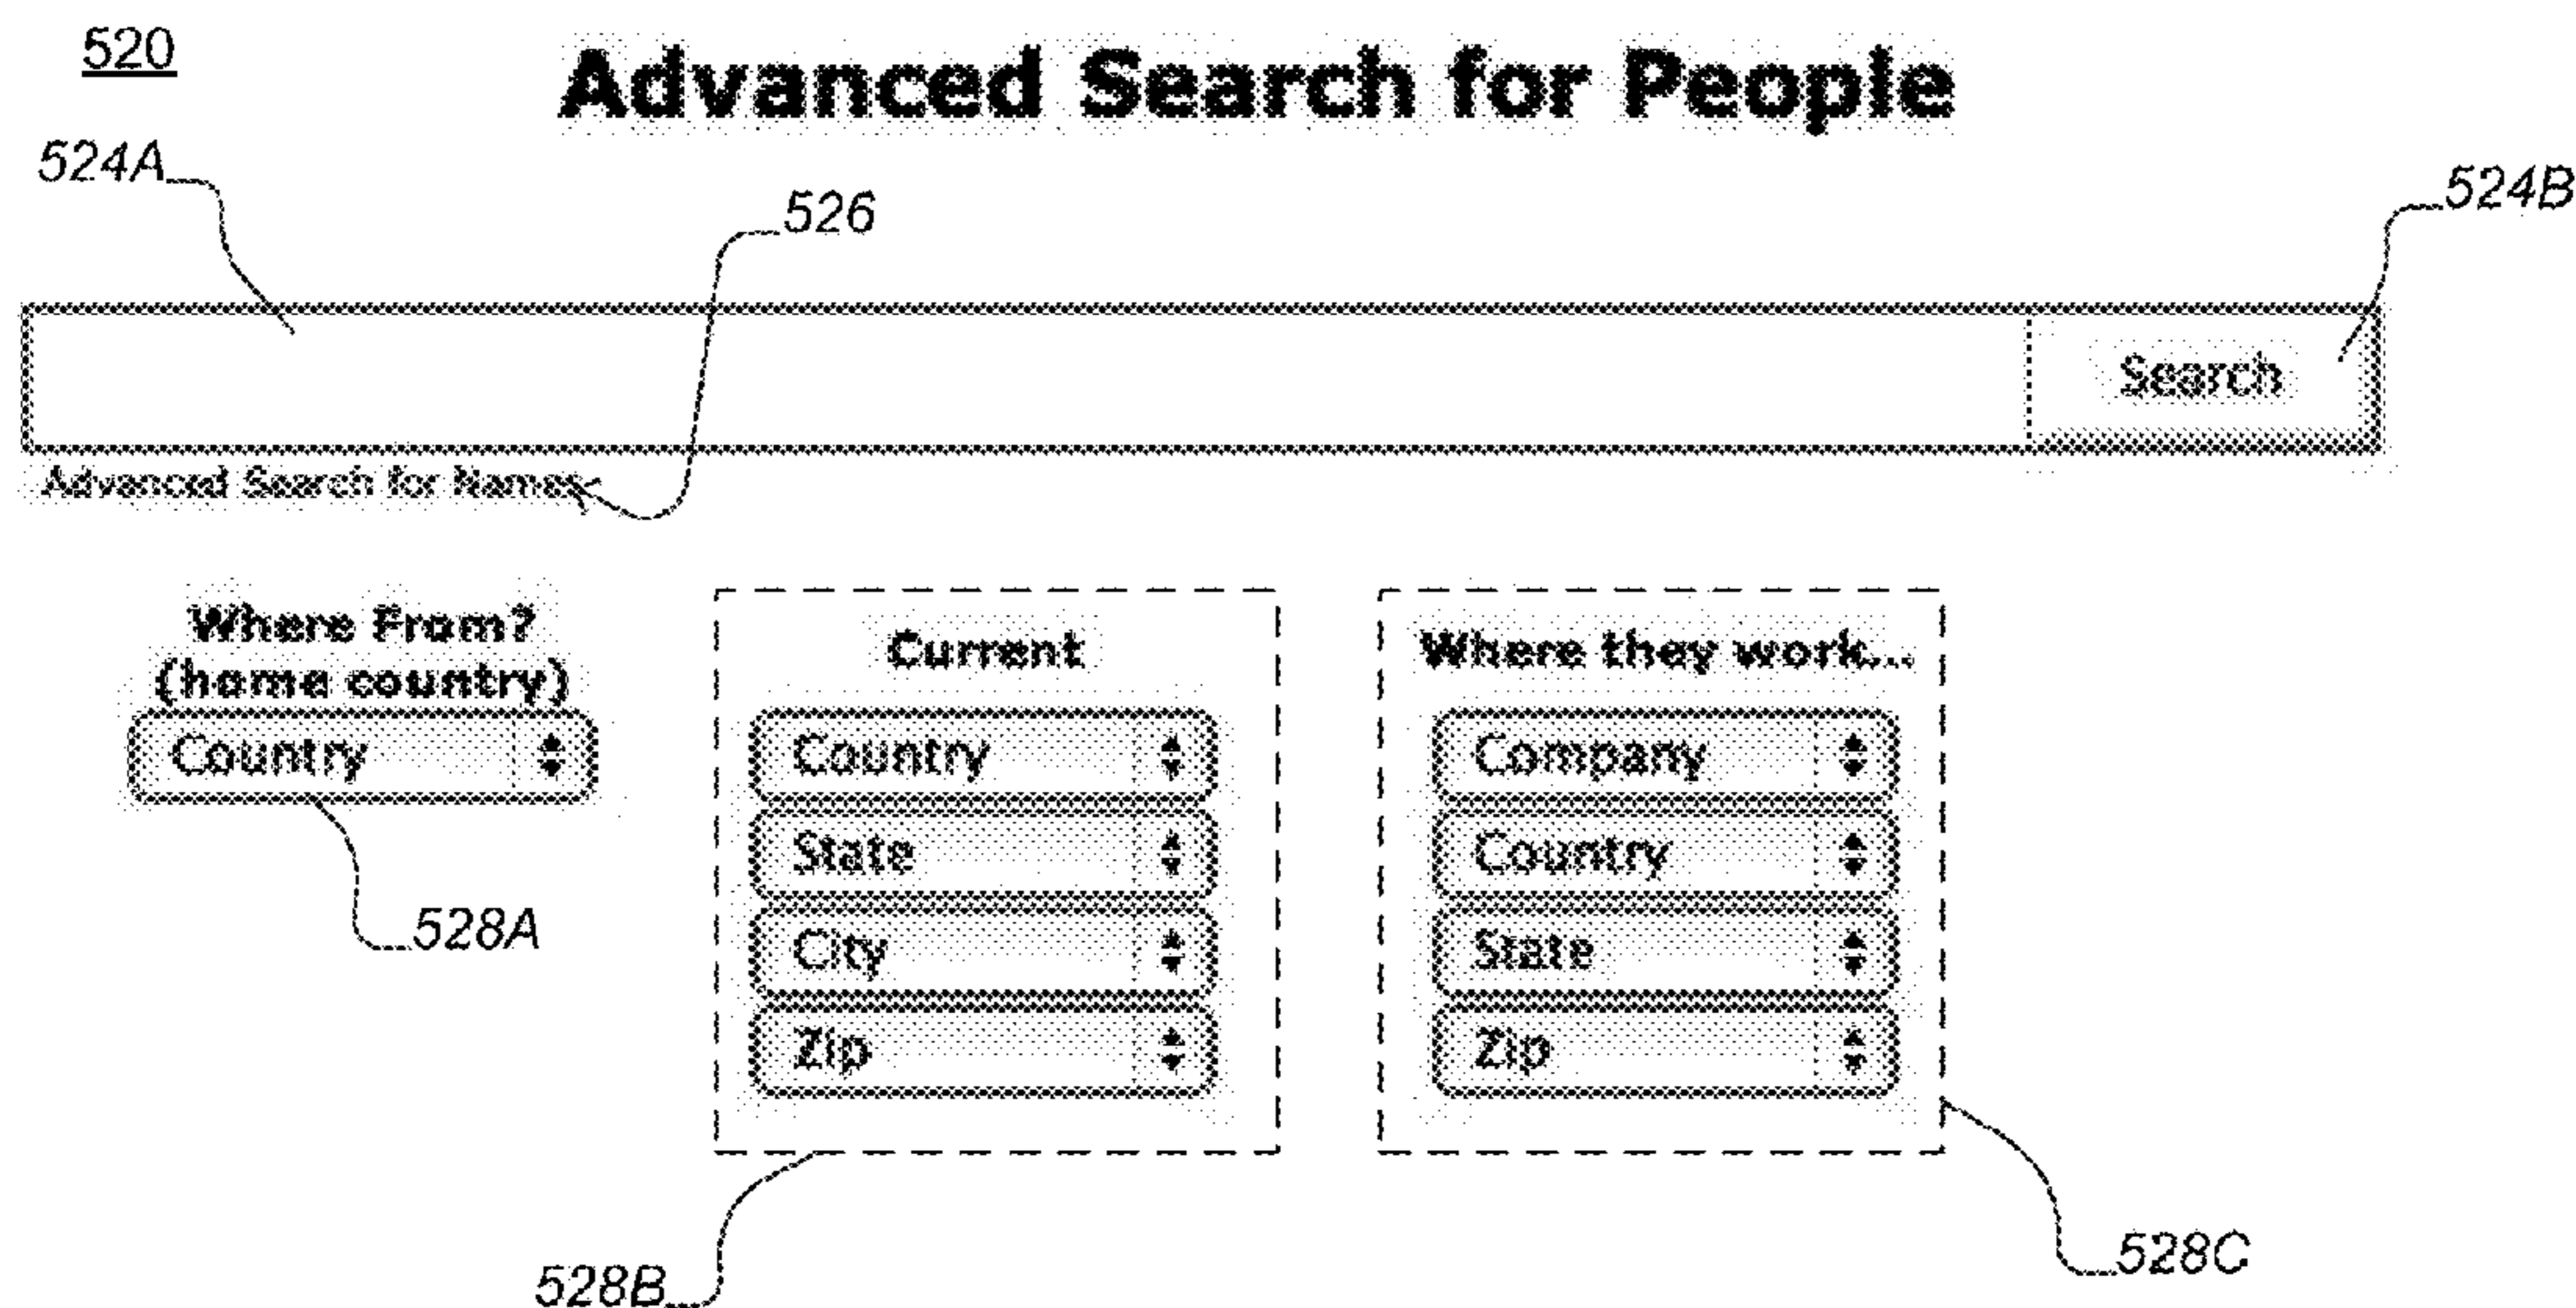 520
Advanced Search for People
524A
526
524B
Search
Advanced Search for Names
Where From?
(home country)
Country
528A
Current
Country
State
City
Zip
528B
Where they work...
Company
Country
State
Zip
528C